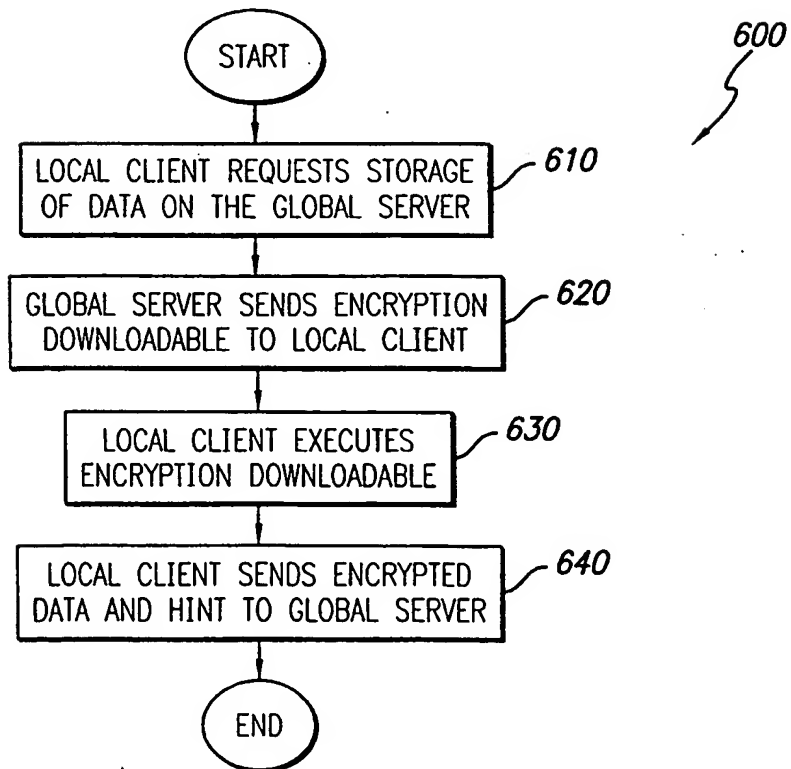 START
600
LOCAL CLIENT REQUESTS STORAGE
OF DATA ON THE GLOBAL SERVER
610
GLOBAL SERVER SENDS ENCRYPTION
DOWNLOADABLE TO LOCAL CLIENT
620
LOCAL CLIENT EXECUTES
ENCRYPTION DOWNLOADABLE
630
LOCAL CLIENT SENDS ENCRYPTED
DATA AND HINT TO GLOBAL SERVER
640
END